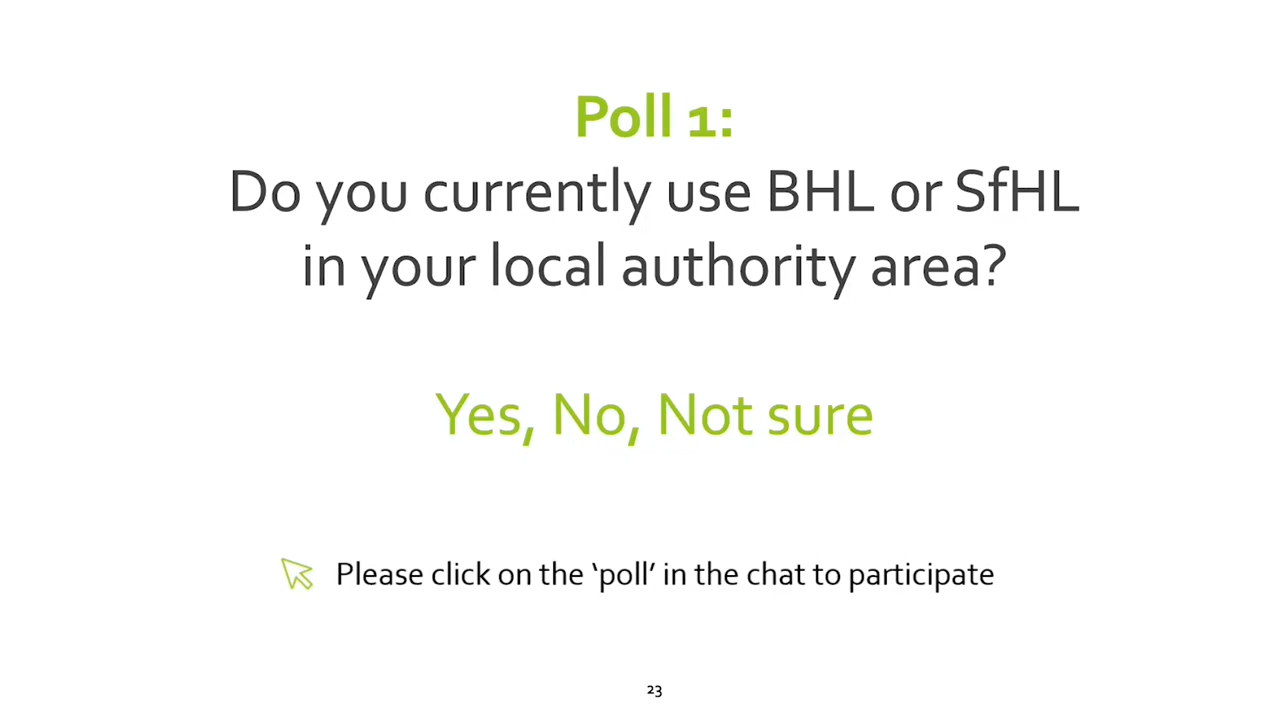 Poll 1:
Do you currently use BHL or SfHL
in your local authority area?
Yes, No, Not sure
Please click on the ‘poll’ in the chat to participate
23